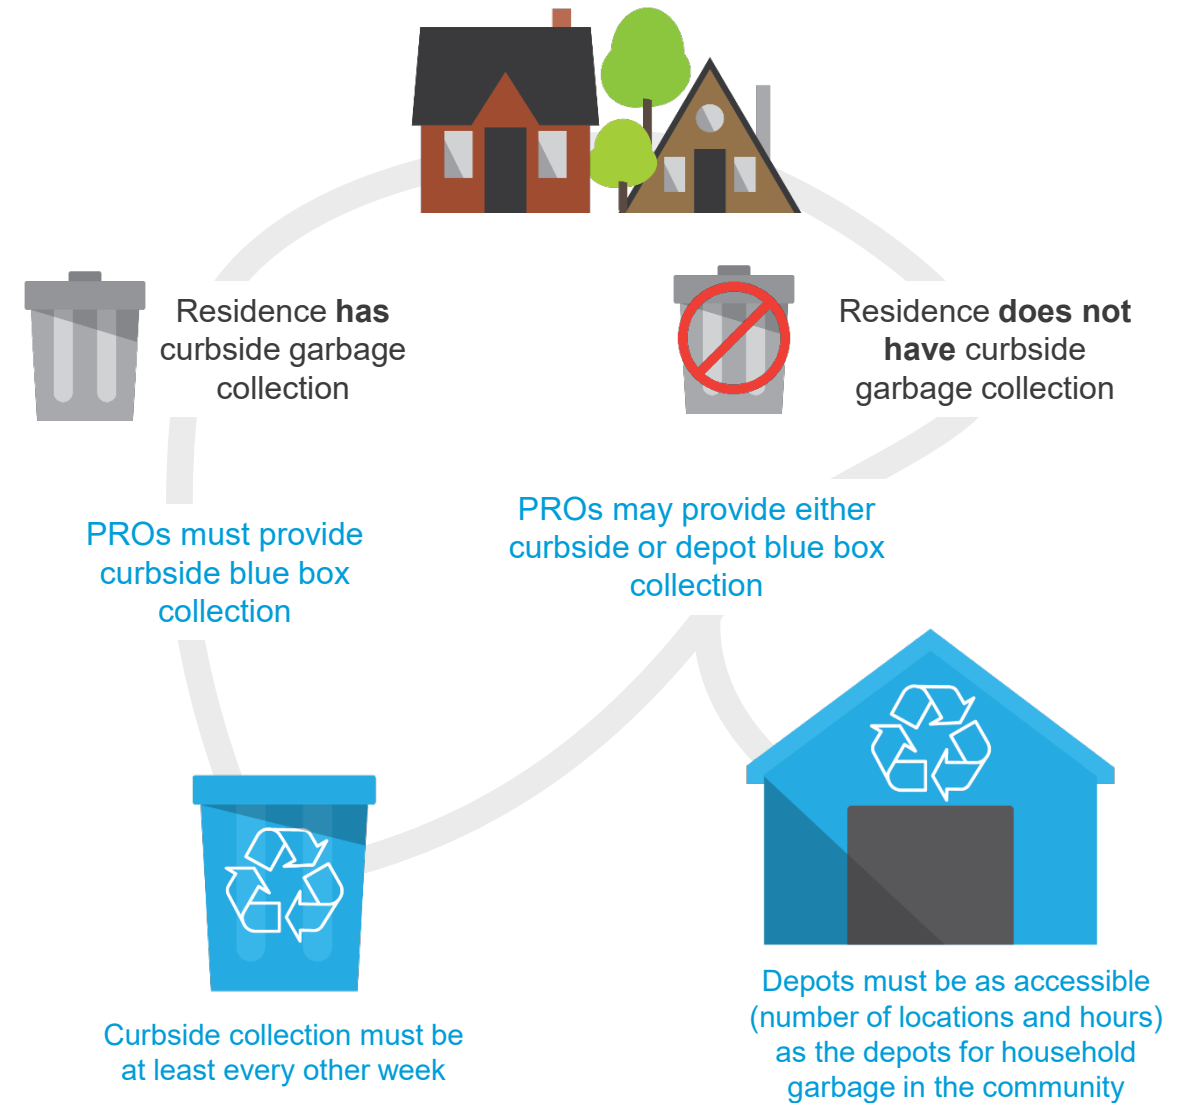 Residence has
curbside garbage
collection
Residence does not
have curbside
garbage collection
PROs must provide
curbside blue box
collection
PROs may provide either
curbside or depot blue box
collection
Curbside collection must be
at least every other week
Depots must be as accessible
(number of locations and hours)
as the depots for household
garbage in the community